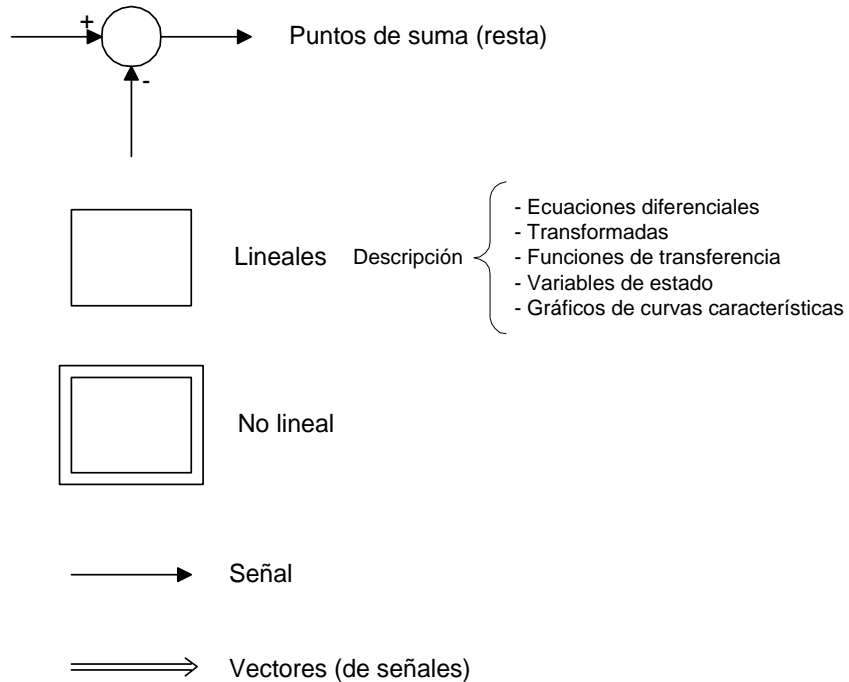 +
Puntos de suma (resta)
-
Lineales
Descripción
- Ecuaciones diferenciales
- Transformadas
- Funciones de transferencia
- Variables de estado
- Gráficos de curvas características
No lineal
Señal
Vectores (de señales)